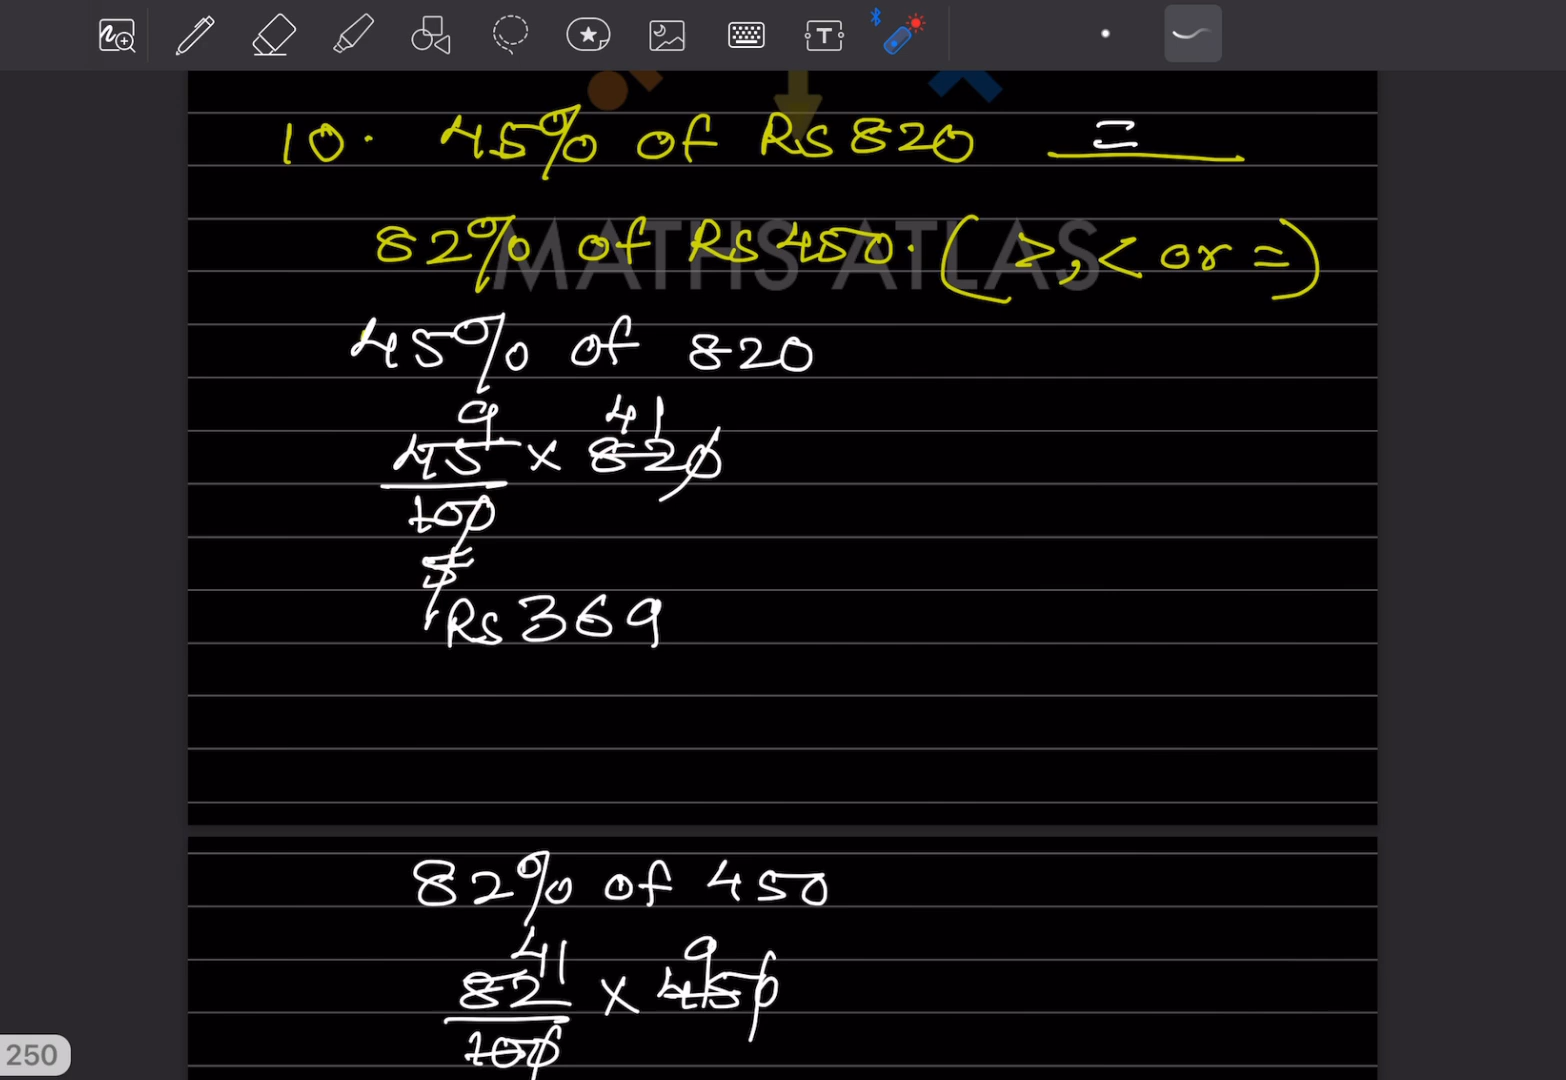 10. 45% of Rs 820 =
82% of Rs 450. ( >, < or = )
MATHS ATLAS
45% of 820
9 41
45 × 820
100
5
Rs 369
82% of 450
41 9
82 × 450
100
250
T